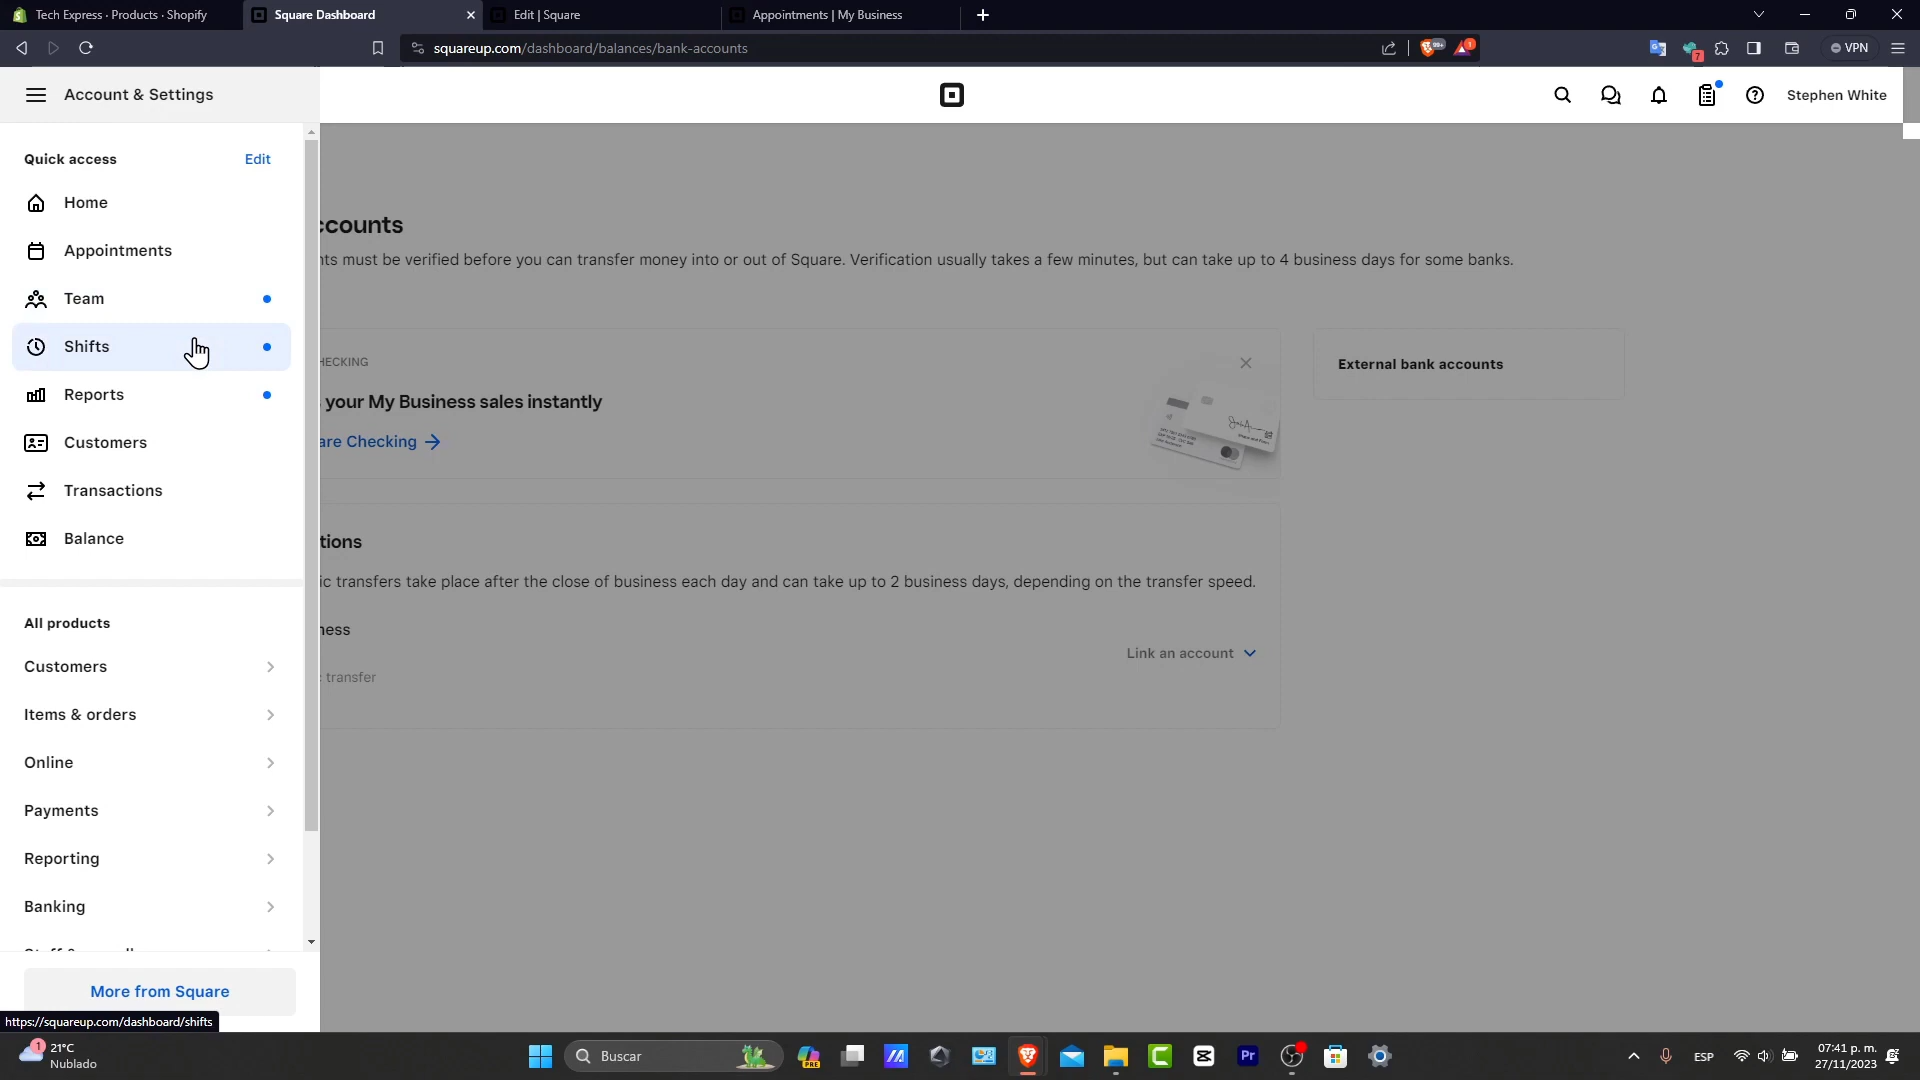 Tech Express · Products · Shopify
Square Dashboard
Edit | Square
Appointments | My Business
squareup.com/dashboard/balances/bank-accounts
99+
1
7
VPN
Account & Settings
Stephen White
Quick access
Edit
Home
Appointments
Team
Shifts
Reports
Customers
Transactions
Balance
All products
Customers
Items & orders
Online
Payments
Reporting
Banking
More from Square
https://squareup.com/dashboard/shifts
ccounts
nts must be verified before you can transfer money into or out of Square. Verification usually takes a few minutes, but can take up to 4 business days for some banks.
HECKING
your My Business sales instantly
are Checking
External bank accounts
tions
ic transfers take place after the close of business each day and can take up to 2 business days, depending on the transfer speed.
ness
Link an account
transfer
1
21°C
Nublado
Buscar
PRE
Pr
ESP
07:41 p. m.
27/11/2023